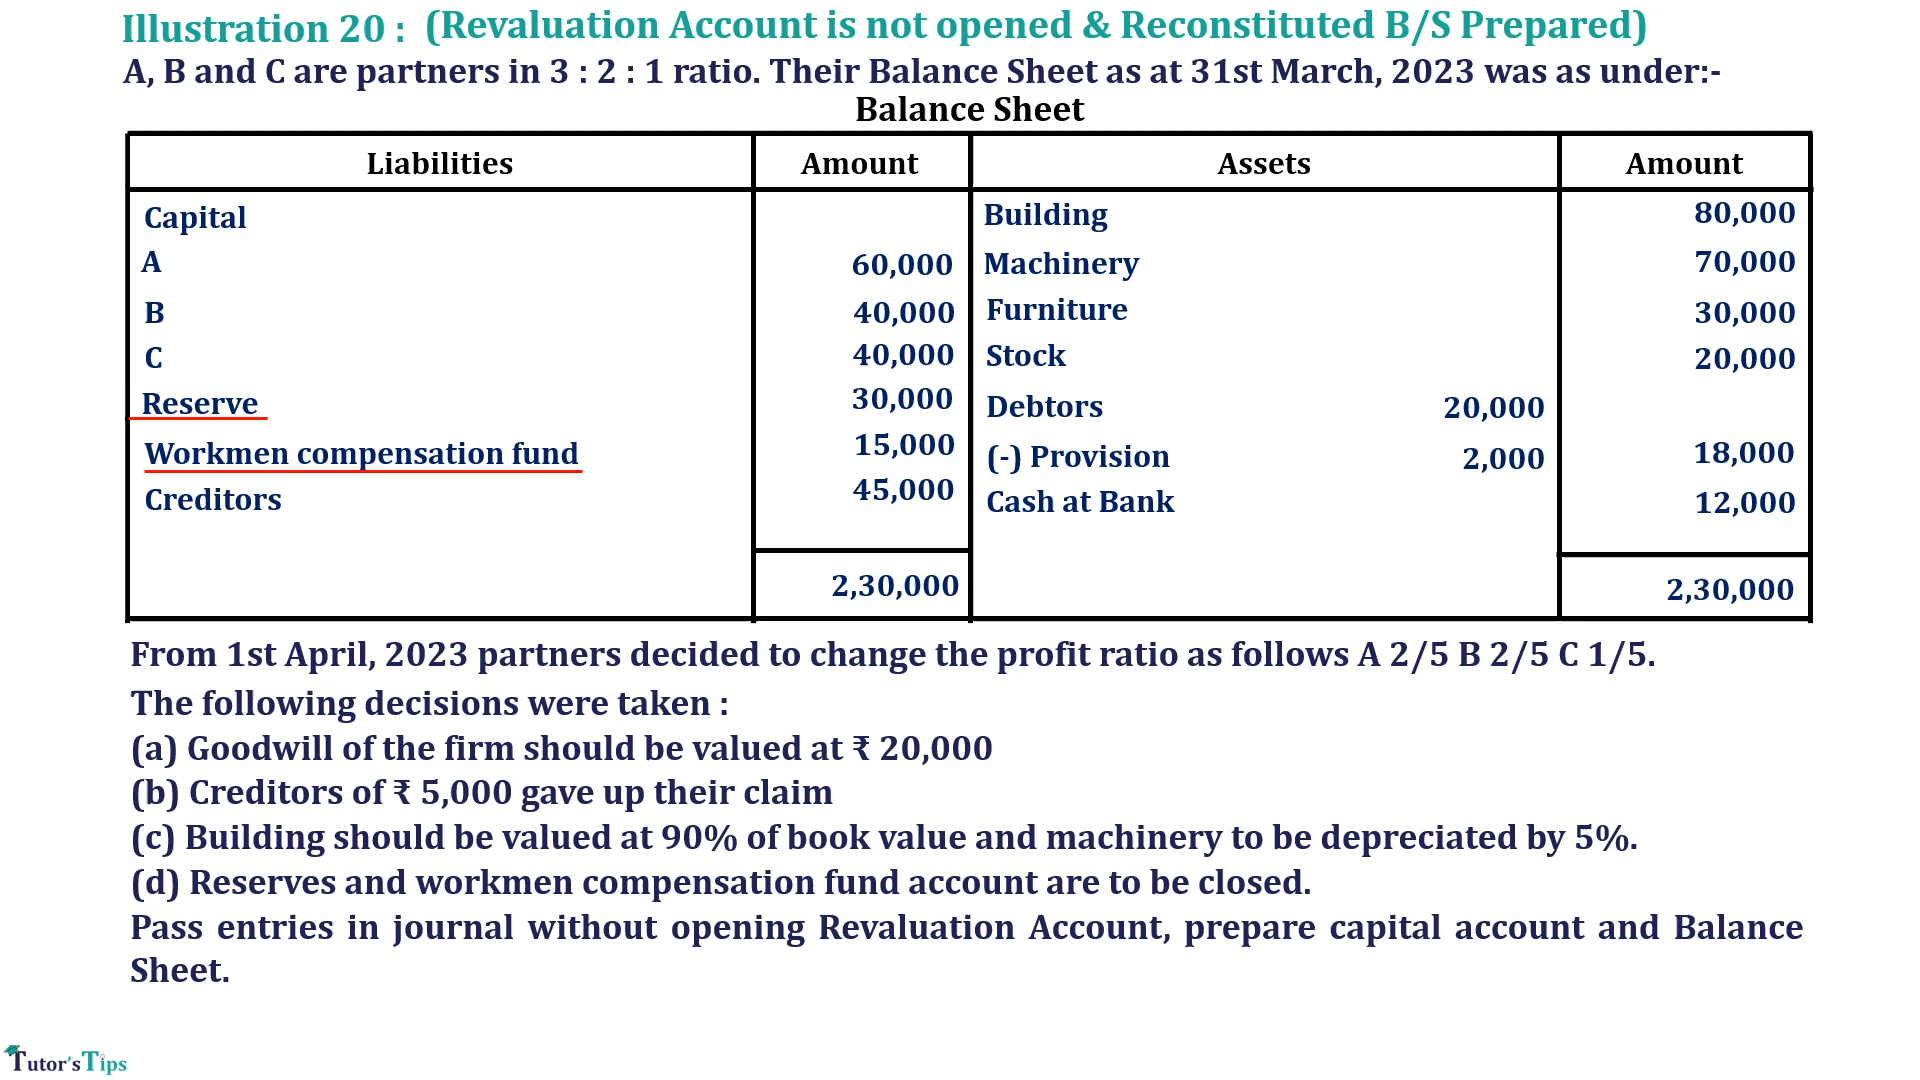 Illustration 20 : (Revaluation Account is not opened & Reconstituted B/S Prepared)
A, B and C are partners in 3 : 2 : 1 ratio. Their Balance Sheet as at 31st March, 2023 was as under:-
Balance Sheet
Liabilities Amount Assets Amount
Capital Building 80,000
A 60,000 Machinery 70,000
B 40,000 Furniture 30,000
C 40,000 Stock 20,000
Reserve 30,000 Debtors 20,000
Workmen compensation fund 15,000 (-) Provision 2,000 18,000
Creditors 45,000 Cash at Bank 12,000
2,30,000 2,30,000
From 1st April, 2023 partners decided to change the profit ratio as follows A 2/5 B 2/5 C 1/5.
The following decisions were taken :
(a) Goodwill of the firm should be valued at ₹ 20,000
(b) Creditors of ₹ 5,000 gave up their claim
(c) Building should be valued at 90% of book value and machinery to be depreciated by 5%.
(d) Reserves and workmen compensation fund account are to be closed.
Pass entries in journal without opening Revaluation Account, prepare capital account and Balance
Sheet.
Tutor'sTips